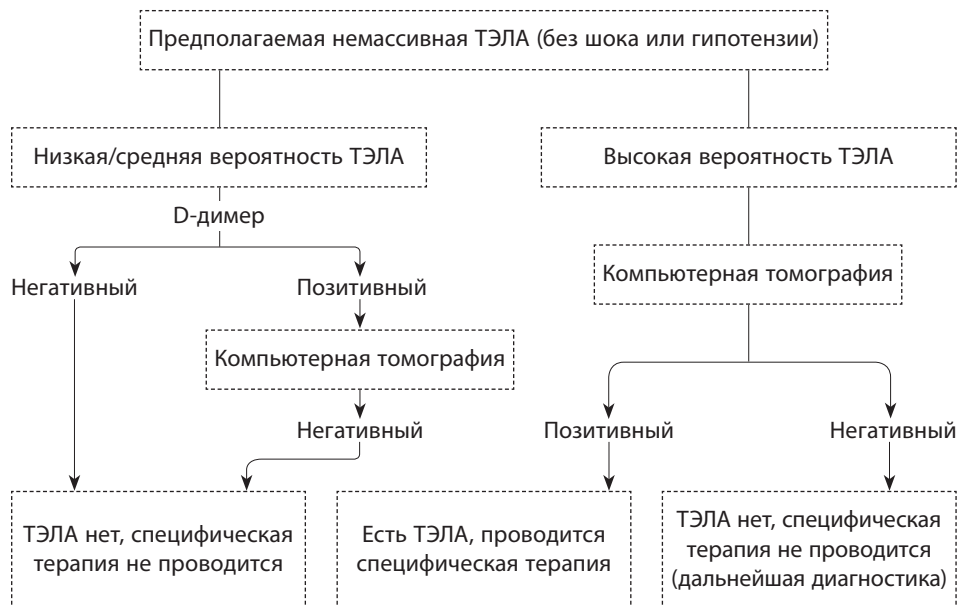 Предполагаемая немассивная ТЭЛА (без шока или гипотензии)
Низкая/средняя вероятность ТЭЛА
Высокая вероятность ТЭЛА
D-димер
Компьютерная томография
Негативный
Позитивный
Компьютерная томография
Негативный
Позитивный
Негативный
ТЭЛА нет, специфическая
терапия не проводится
Есть ТЭЛА, проводится
специфическая терапия
ТЭЛА нет, специфическая
терапия не проводится
(дальнейшая диагностика)